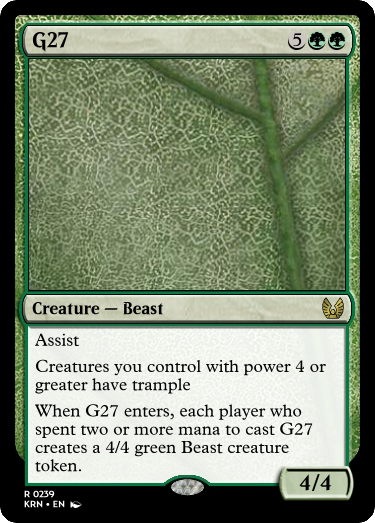 G27 5
Creature — Beast
Assist
Creatures you control with power 4 or
greater have trample
When G27 enters, each player who
spent two or more mana to cast G27
creates a 4/4 green Beast creature
token.
4/4
R 0239
KRN • EN